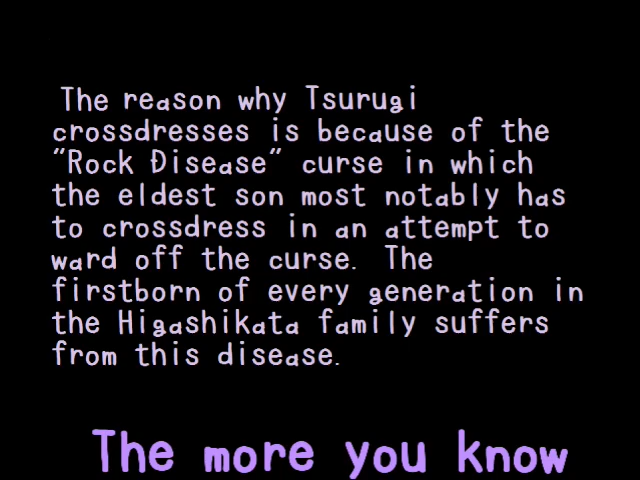 The reason why Tsurugi
crossdresses is because of the
"Rock Disease" curse in which
the eldest son most notably has
to crossdress in an attempt to
ward off the curse. The
firstborn of every generation in
the Higashikata family suffers
from this disease.
The more you know